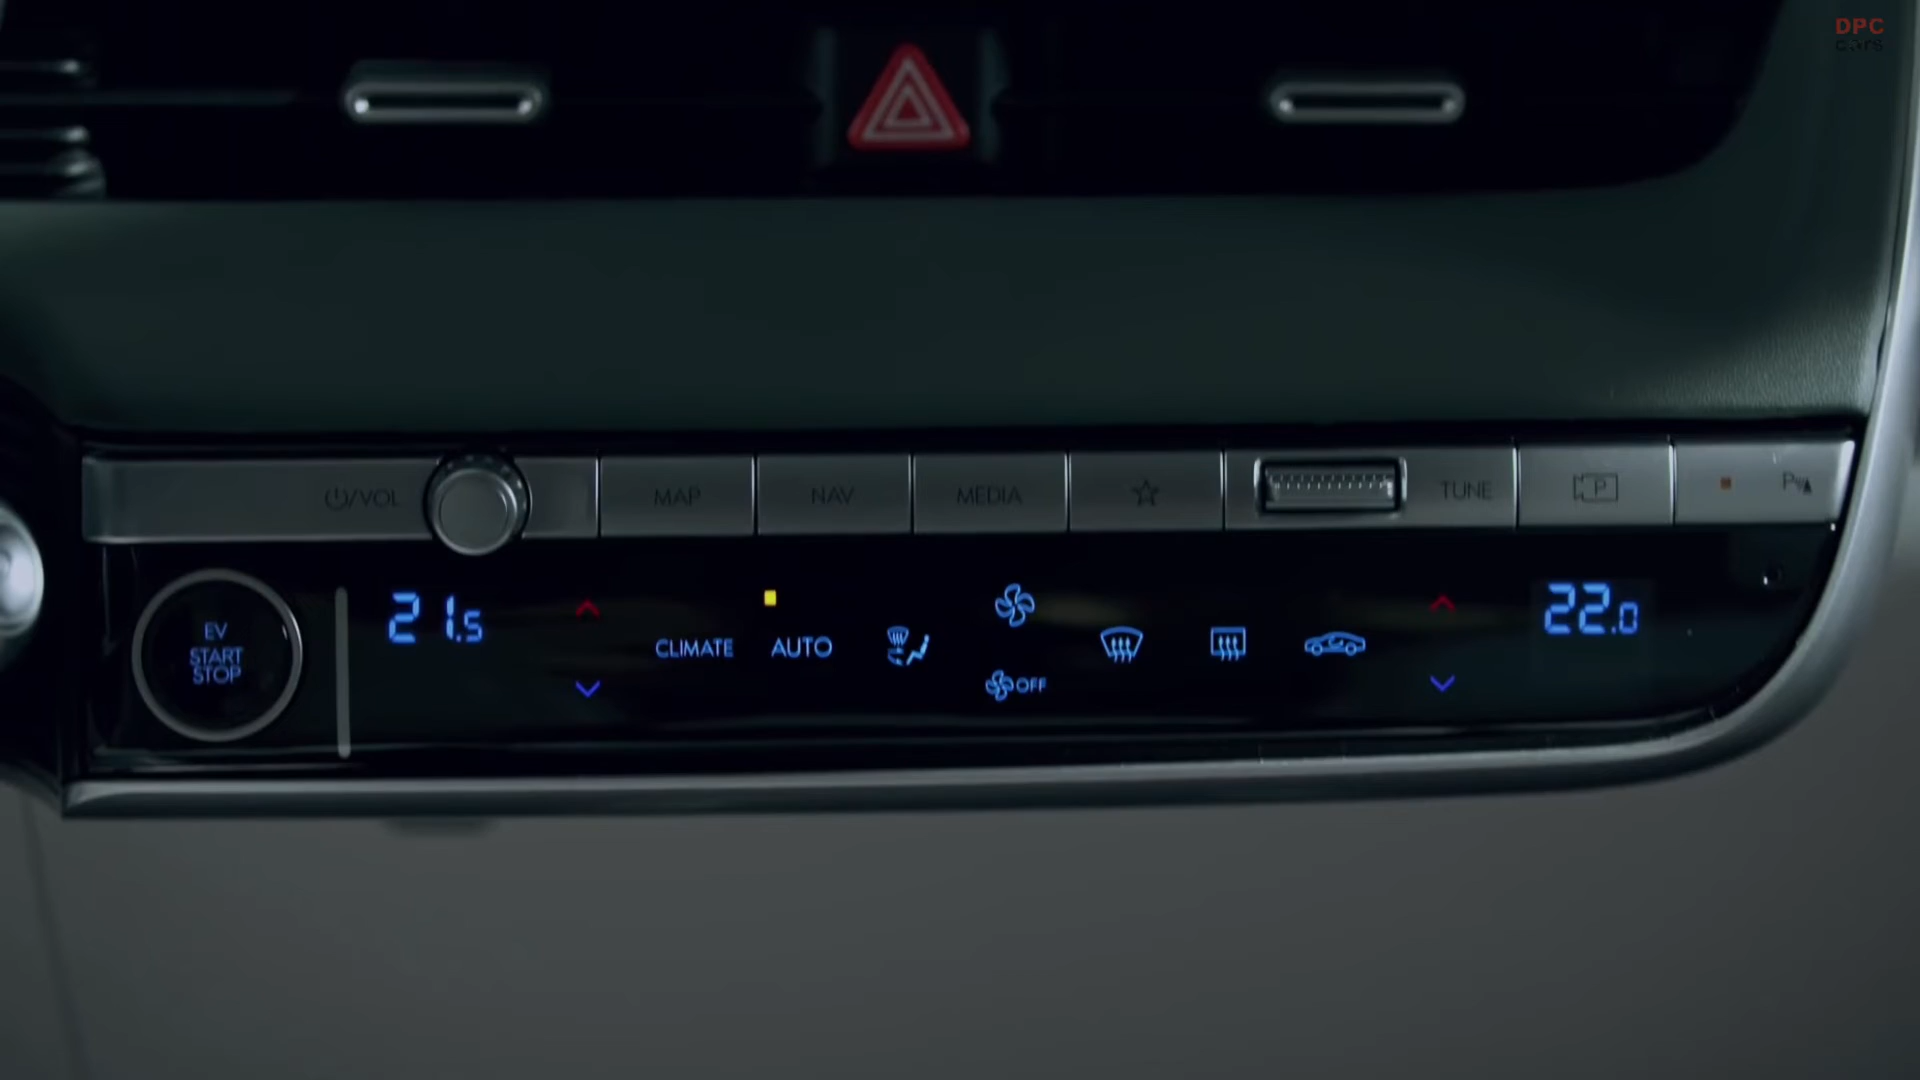 DPC
cars
/VOL
MAP
NAV
MEDIA
TUNE
P
P
EV
START
STOP
21.5
CLIMATE
AUTO
OFF
22.0